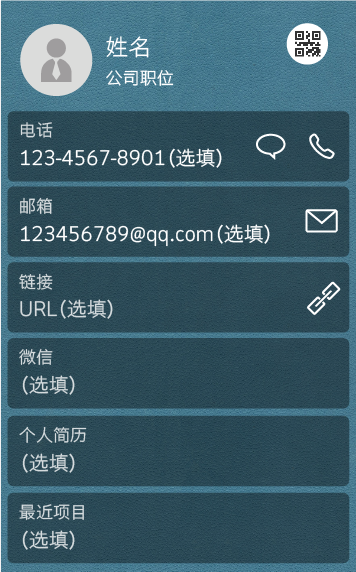 姓名
公司职位
电话
123-4567-8901(选填)
邮箱
123456789@qq.com(选填)
链接
URL(选填)
微信
(选填)
个人简历
(选填)
最近项目
(选填)